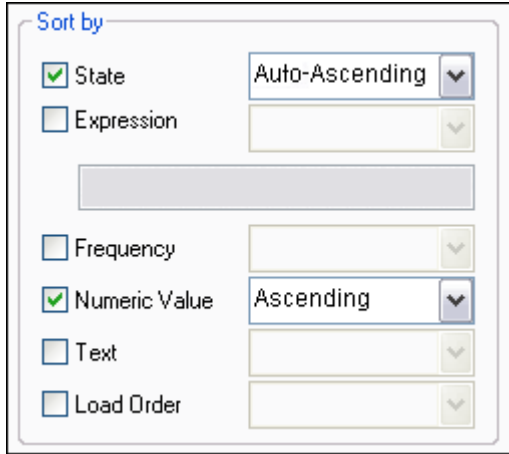 Sort by
State Auto-Ascending
Expression
Frequency
Numeric Value Ascending
Text
Load Order